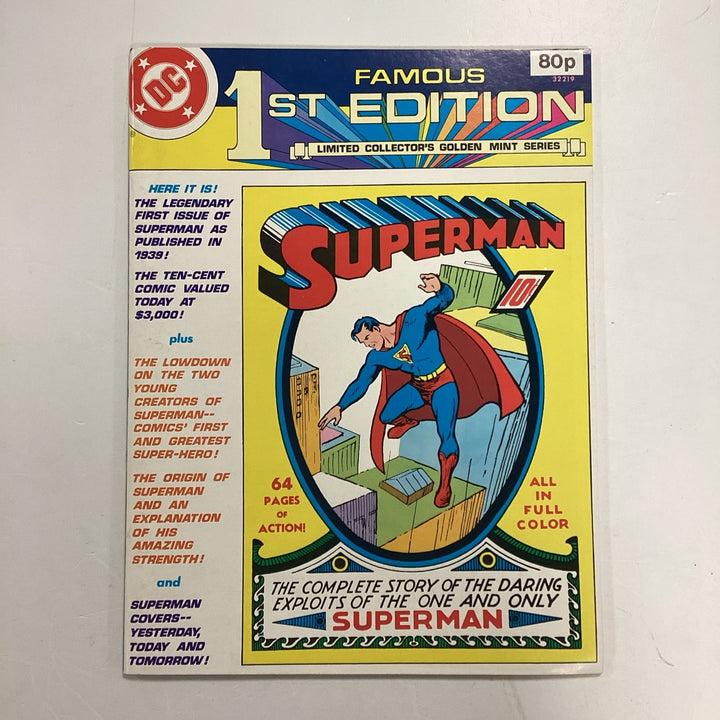 DC
80p
32219
FAMOUS
1ST EDITION
LIMITED COLLECTOR'S GOLDEN MINT SERIES
HERE IT IS!
THE LEGENDARY
FIRST ISSUE OF
SUPERMAN AS
PUBLISHED IN
1939!
THE TEN-CENT
COMIC VALUED
TODAY AT
$3,000!
plus
THE LOWDOWN
ON THE TWO
YOUNG
CREATORS OF
SUPERMAN--
COMICS' FIRST
AND GREATEST
SUPER-HERO!
THE ORIGIN OF
SUPERMAN
AND AN
EXPLANATION
OF HIS
AMAZING
STRENGTH!
and
SUPERMAN
COVERS--
YESTERDAY,
TODAY AND
TOMORROW!
SUPERMAN
10¢
S
64
PAGES
OF
ACTION!
ALL
IN
FULL
COLOR
THE COMPLETE STORY OF THE DARING
EXPLOITS OF THE ONE AND ONLY
SUPERMAN